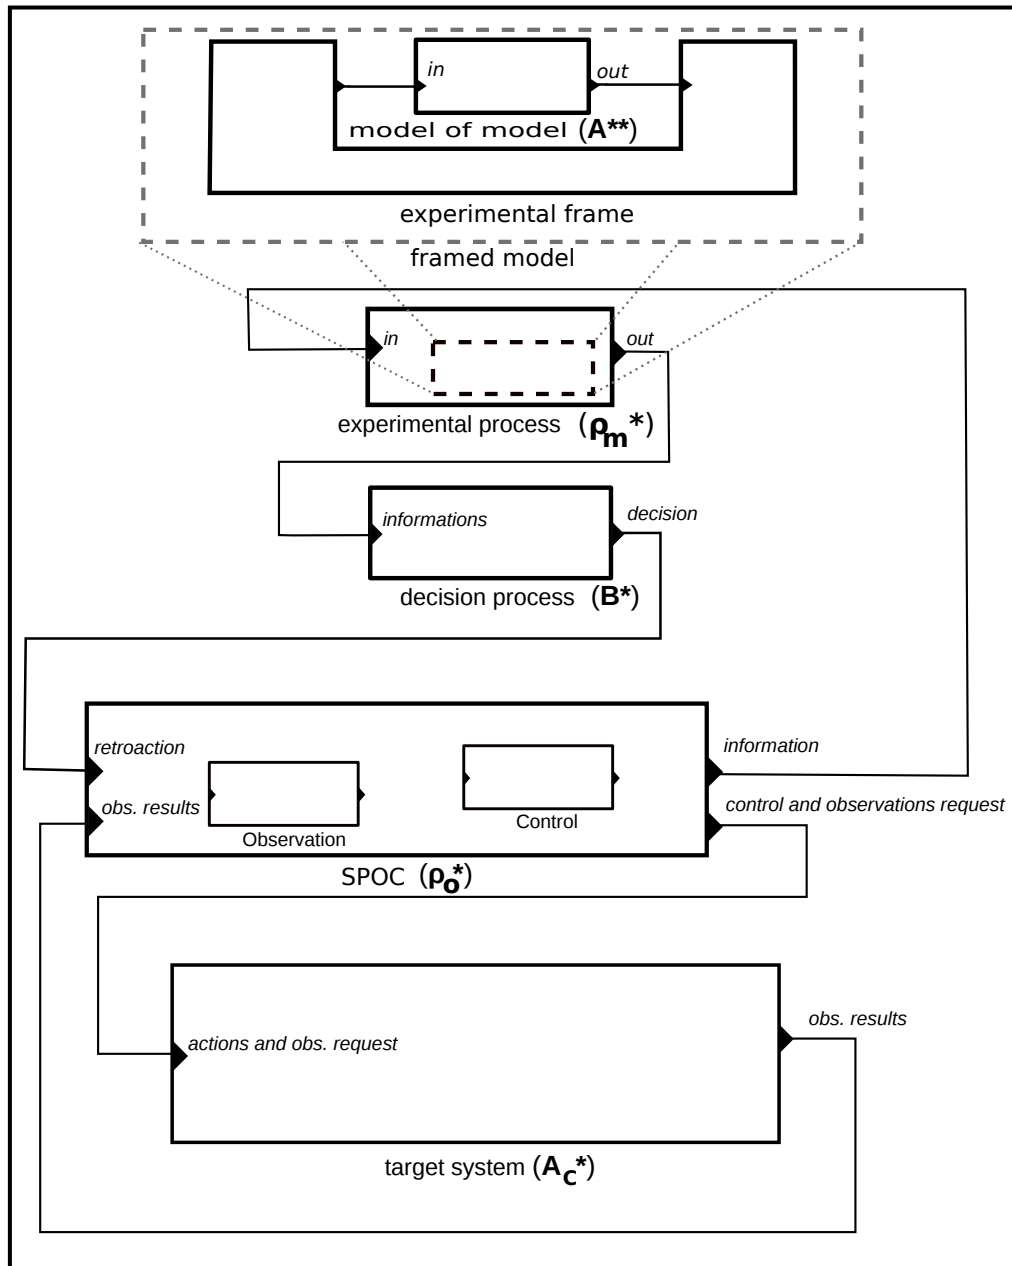 in
out
model of model (A**)
experimental frame
framed model
in
out
experimental process (ρm*)
informations
decision
decision process (B*)
retroaction
information
obs. results
control and observations request
Observation
Control
SPOC (ρo*)
obs. results
actions and obs. request
target system (Ac*)